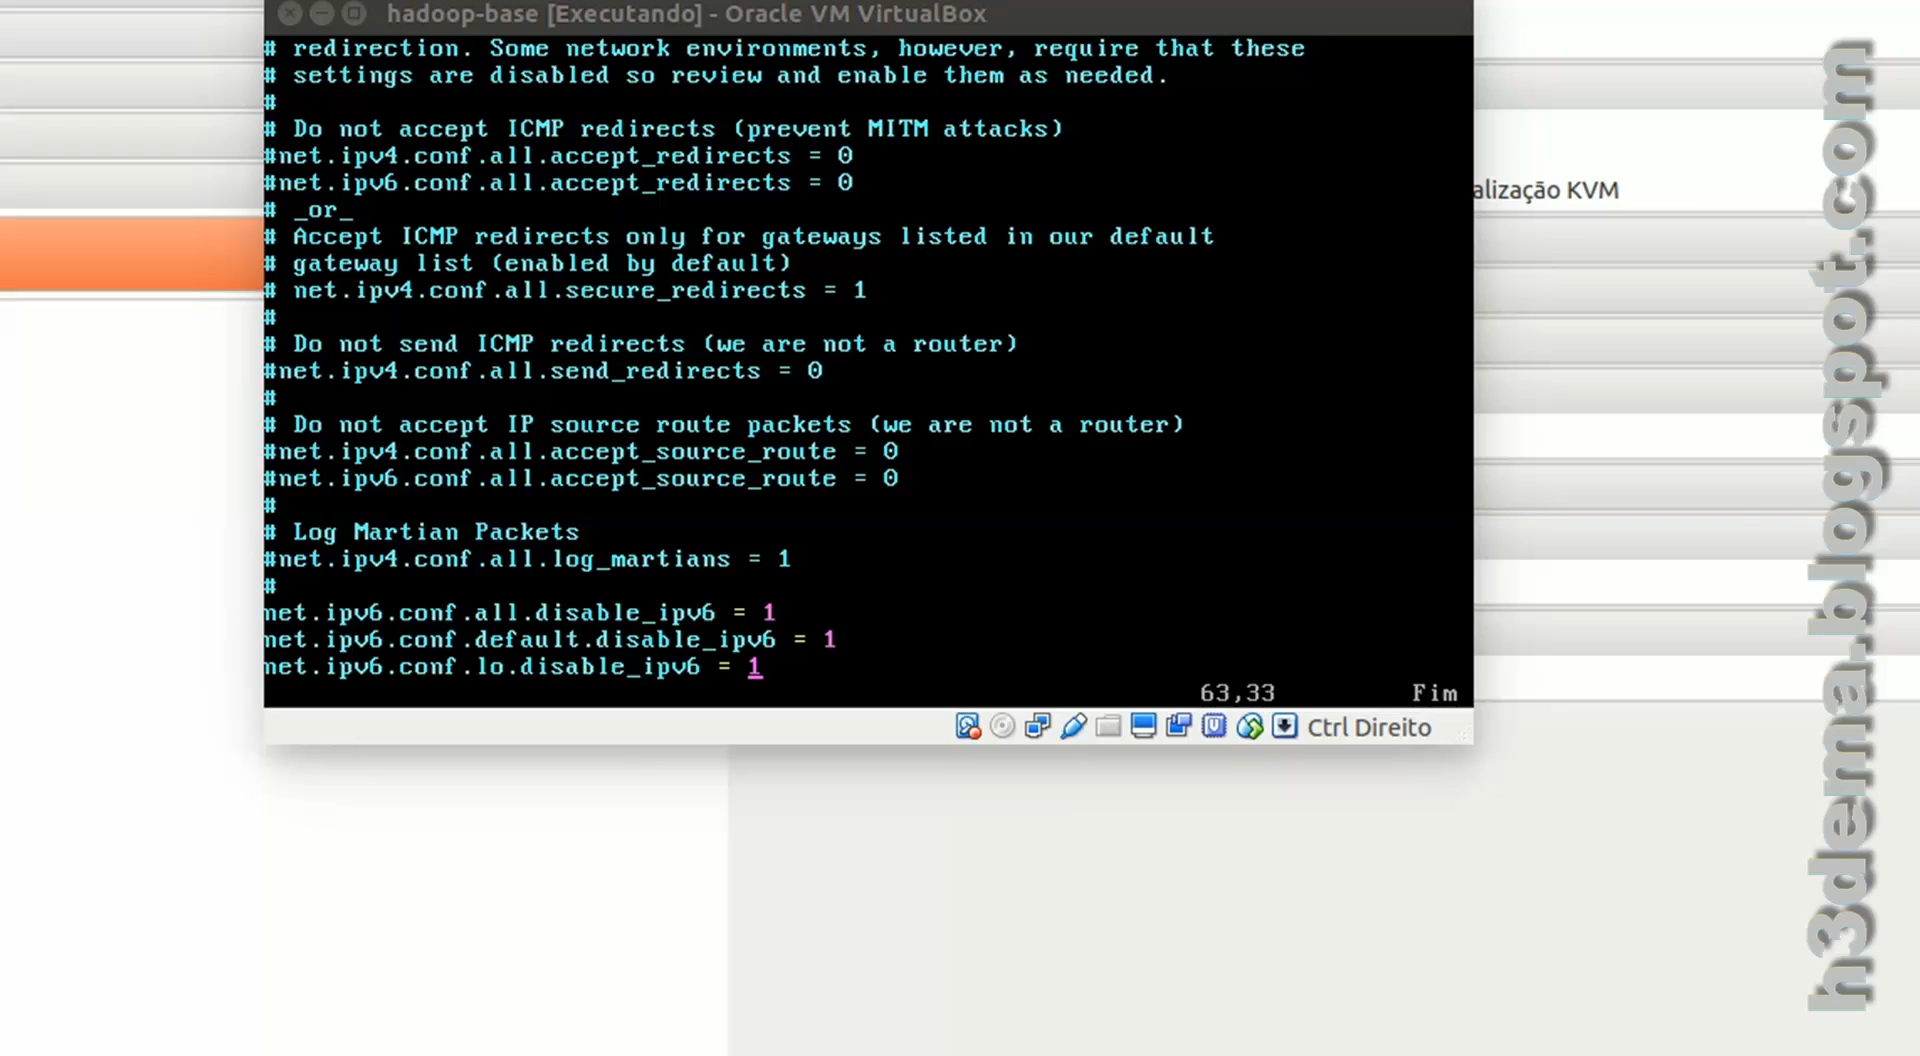 hadoop-base [Executando] - Oracle VM VirtualBox
# redirection. Some network environments, however, require that these
# settings are disabled so review and enable them as needed.
#
# Do not accept ICMP redirects (prevent MITM attacks)
#net.ipv4.conf.all.accept_redirects = 0
#net.ipv6.conf.all.accept_redirects = 0
# _or_
# Accept ICMP redirects only for gateways listed in our default
# gateway list (enabled by default)
# net.ipv4.conf.all.secure_redirects = 1
#
# Do not send ICMP redirects (we are not a router)
#net.ipv4.conf.all.send_redirects = 0
#
# Do not accept IP source route packets (we are not a router)
#net.ipv4.conf.all.accept_source_route = 0
#net.ipv6.conf.all.accept_source_route = 0
#
# Log Martian Packets
#net.ipv4.conf.all.log_martians = 1
#
net.ipv6.conf.all.disable_ipv6 = 1
net.ipv6.conf.default.disable_ipv6 = 1
net.ipv6.conf.lo.disable_ipv6 = 1
63,33 Fim
Ctrl Direito
alização KVM
h3dema.blogspot.com